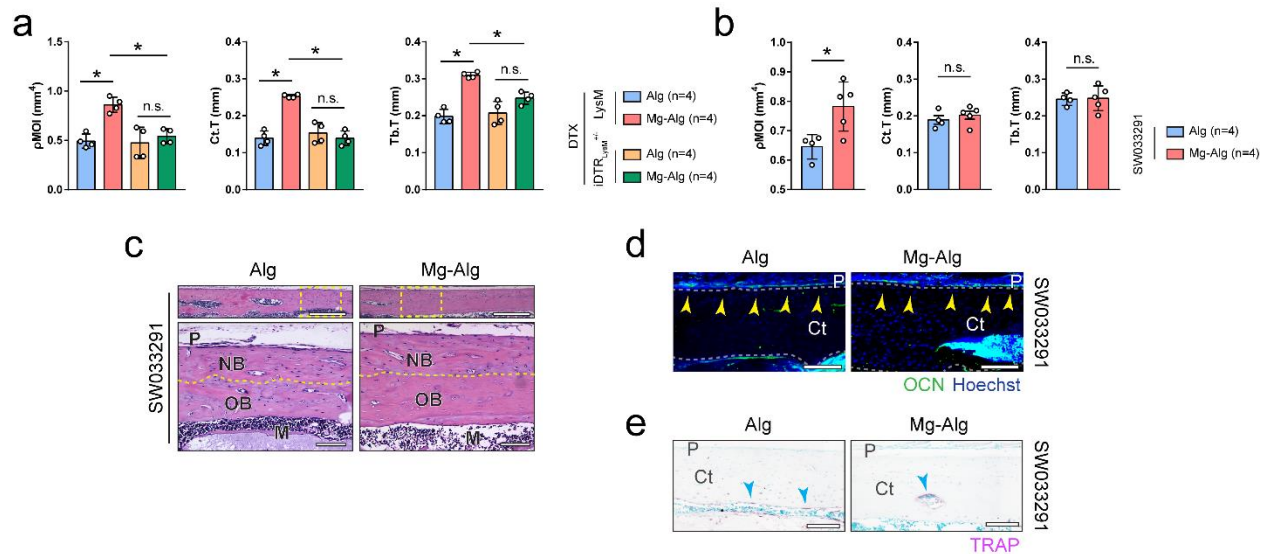 a
ρMOI (mm⁴)
1.5
1.0
0.5
0.0
*
*
n.s.
Ct.T (mm)
0.4
0.3
0.2
0.1
0.0
*
*
n.s.
Tb.T (mm)
0.4
0.3
0.2
0.1
0.0
*
*
n.s.
DTX
LysM
iDTR LysM +/-
Alg (n=4)
Mg-Alg (n=4)
Alg (n=4)
Mg-Alg (n=4)
b
ρMOI (mm⁴)
1.0
0.9
0.8
0.7
0.6
0.5
*
Ct.T (mm)
0.4
0.3
0.2
0.1
0.0
n.s.
Tb.T (mm)
0.4
0.3
0.2
0.1
0.0
n.s.
SW033291
Alg (n=4)
Mg-Alg (n=4)
c
Alg
Mg-Alg
SW033291
P
NB
OB
M
P
NB
OB
M
d
Alg
Mg-Alg
P
Ct
P
Ct
SW033291
OCN Hoechst
e
Alg
Mg-Alg
P
Ct
P
Ct
SW033291
TRAP